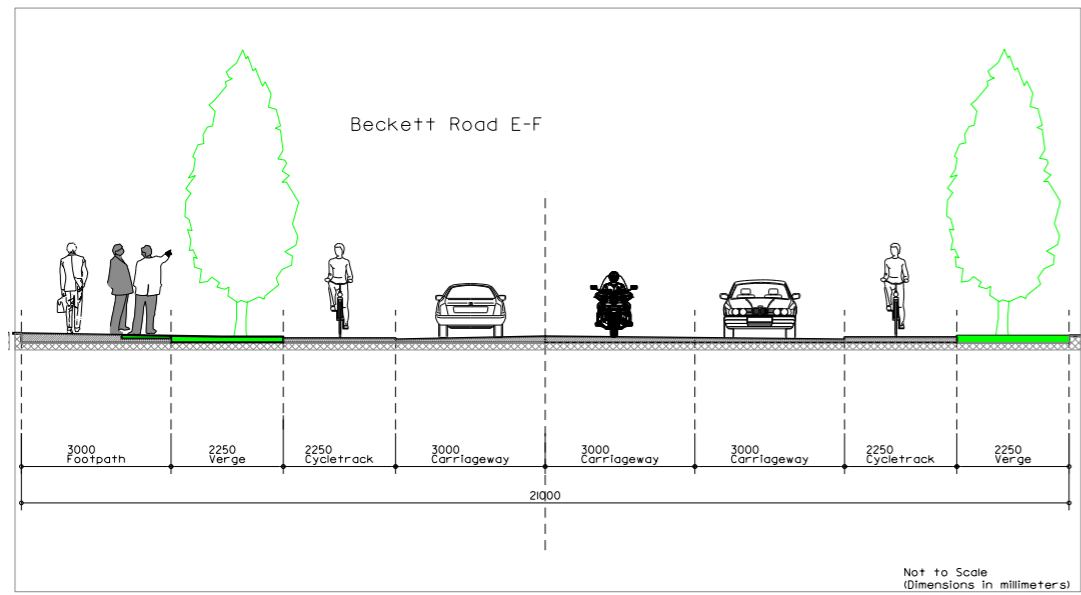 Beckett Road E-F
3000
Footpath
2250
Verge
2250
Cycletrack
3000
Carriageway
3000
Carriageway
3000
Carriageway
2250
Cycletrack
2250
Verge
21000
Not to Scale
(Dimensions in millimeters)